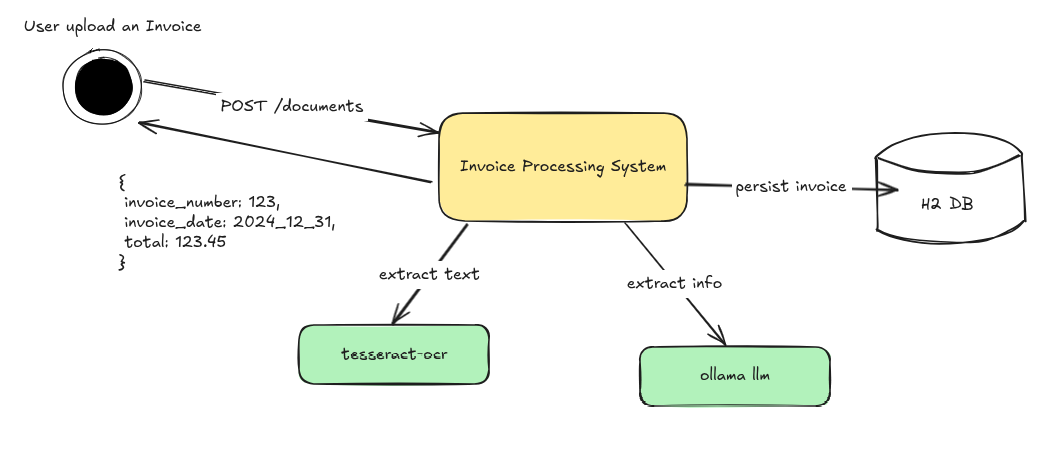 User upload an Invoice
POST /documents
Invoice Processing System
persist invoice
H2 DB
{
invoice_number: 123,
invoice_date: 2024_12_31,
total: 123.45
}
extract text
extract info
tesseract-ocr
ollama llm